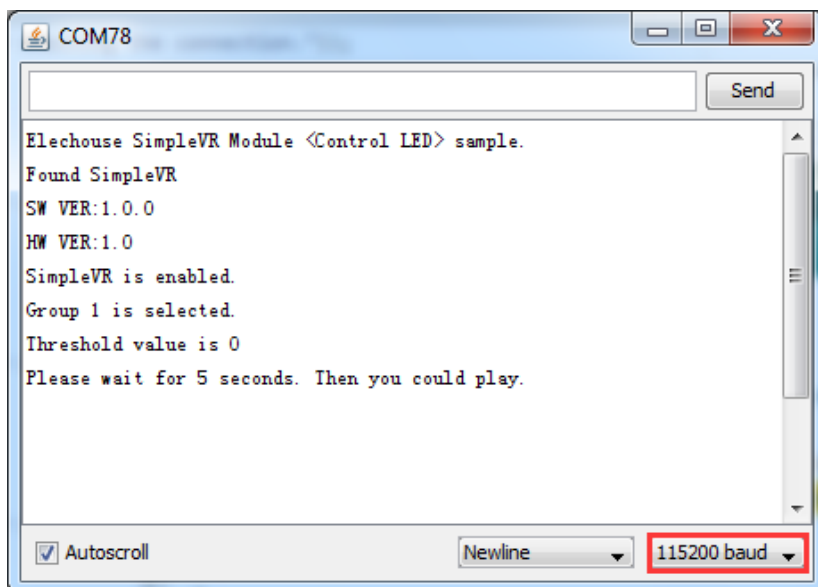 COM78
Send
Elechouse SimpleVR Module <Control LED> sample.
Found SimpleVR
SW VER:1.0.0
HW VER:1.0
SimpleVR is enabled.
Group 1 is selected.
Threshold value is 0
Please wait for 5 seconds. Then you could play.
Autoscroll
Newline
115200 baud